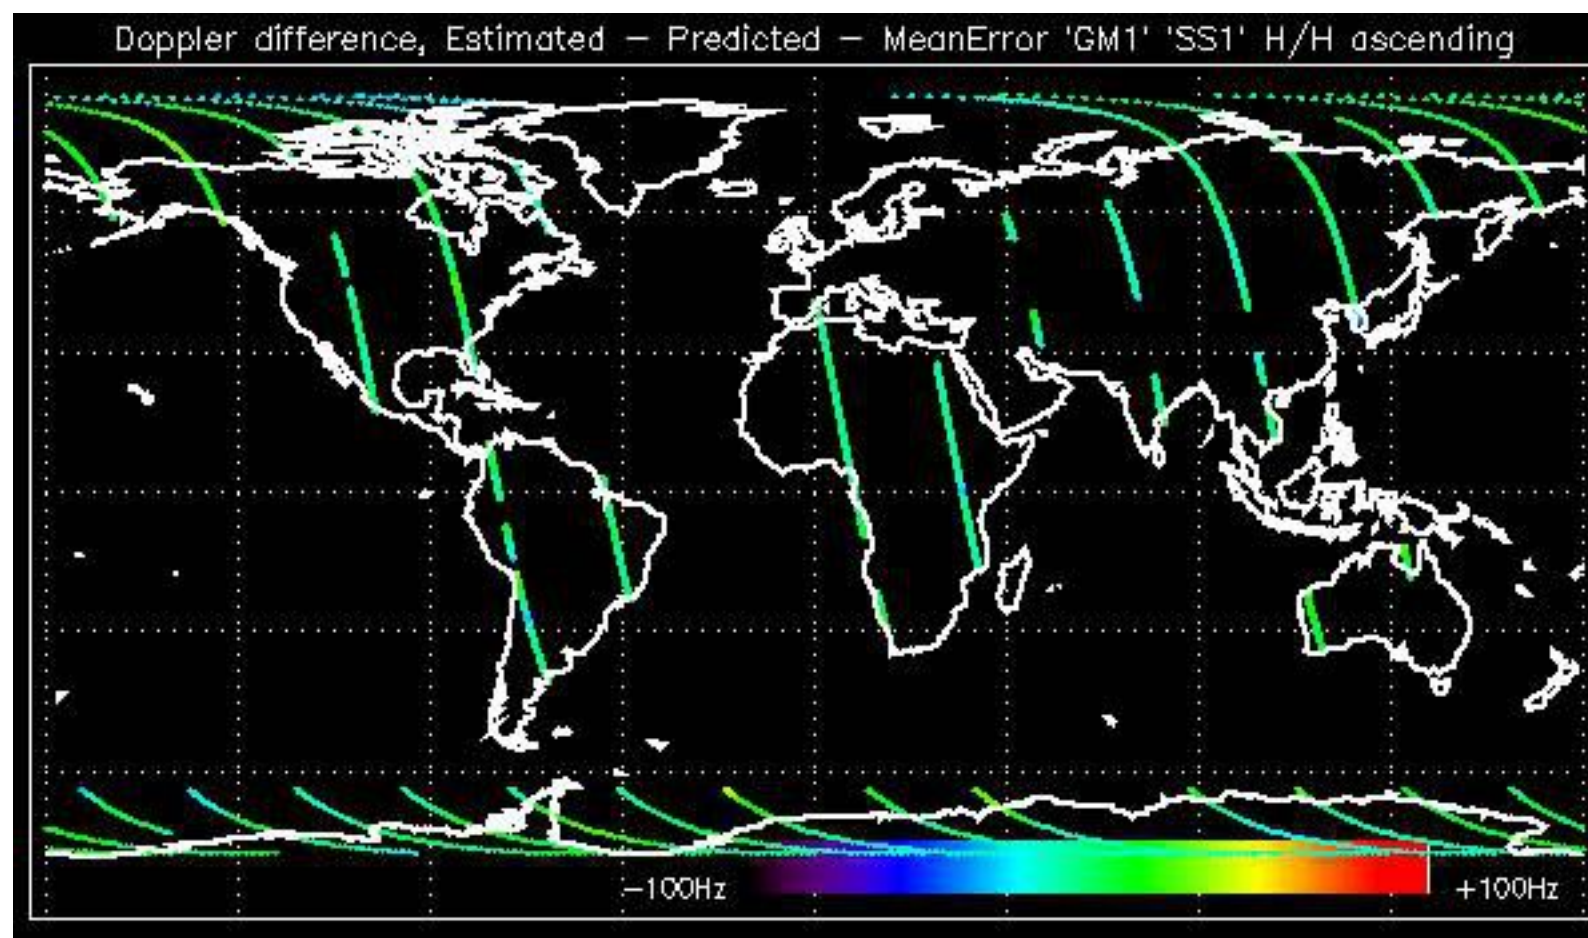 Doppler difference, Estimated – Predicted – MeanError 'GM1' 'SS1' H/H ascending
−100Hz
+100Hz